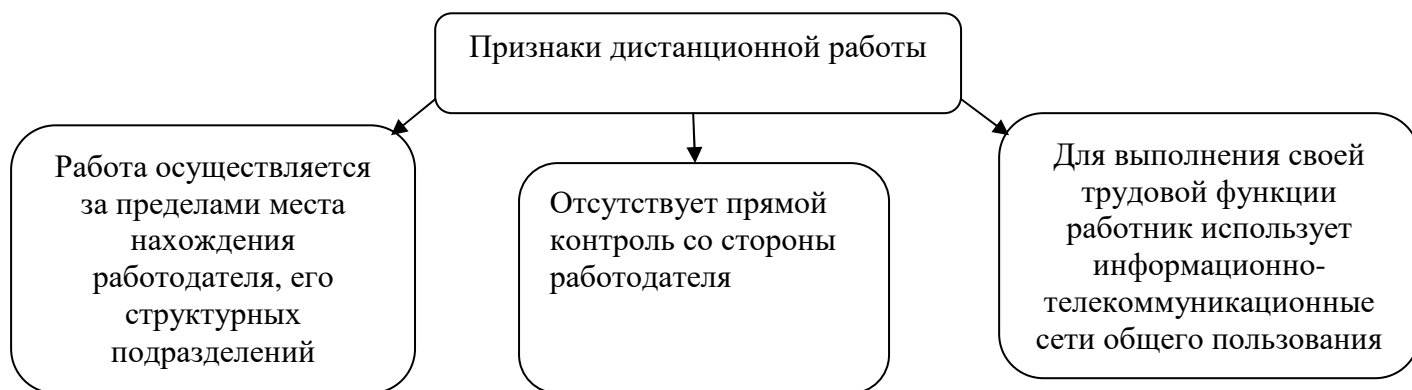 Признаки дистанционной работы
Работа осуществляется
за пределами места
нахождения
работодателя, его
структурных
подразделений
Отсутствует прямой
контроль со стороны
работодателя
Для выполнения своей
трудовой функции
работник использует
информационно-
телекоммуникационные
сети общего пользования